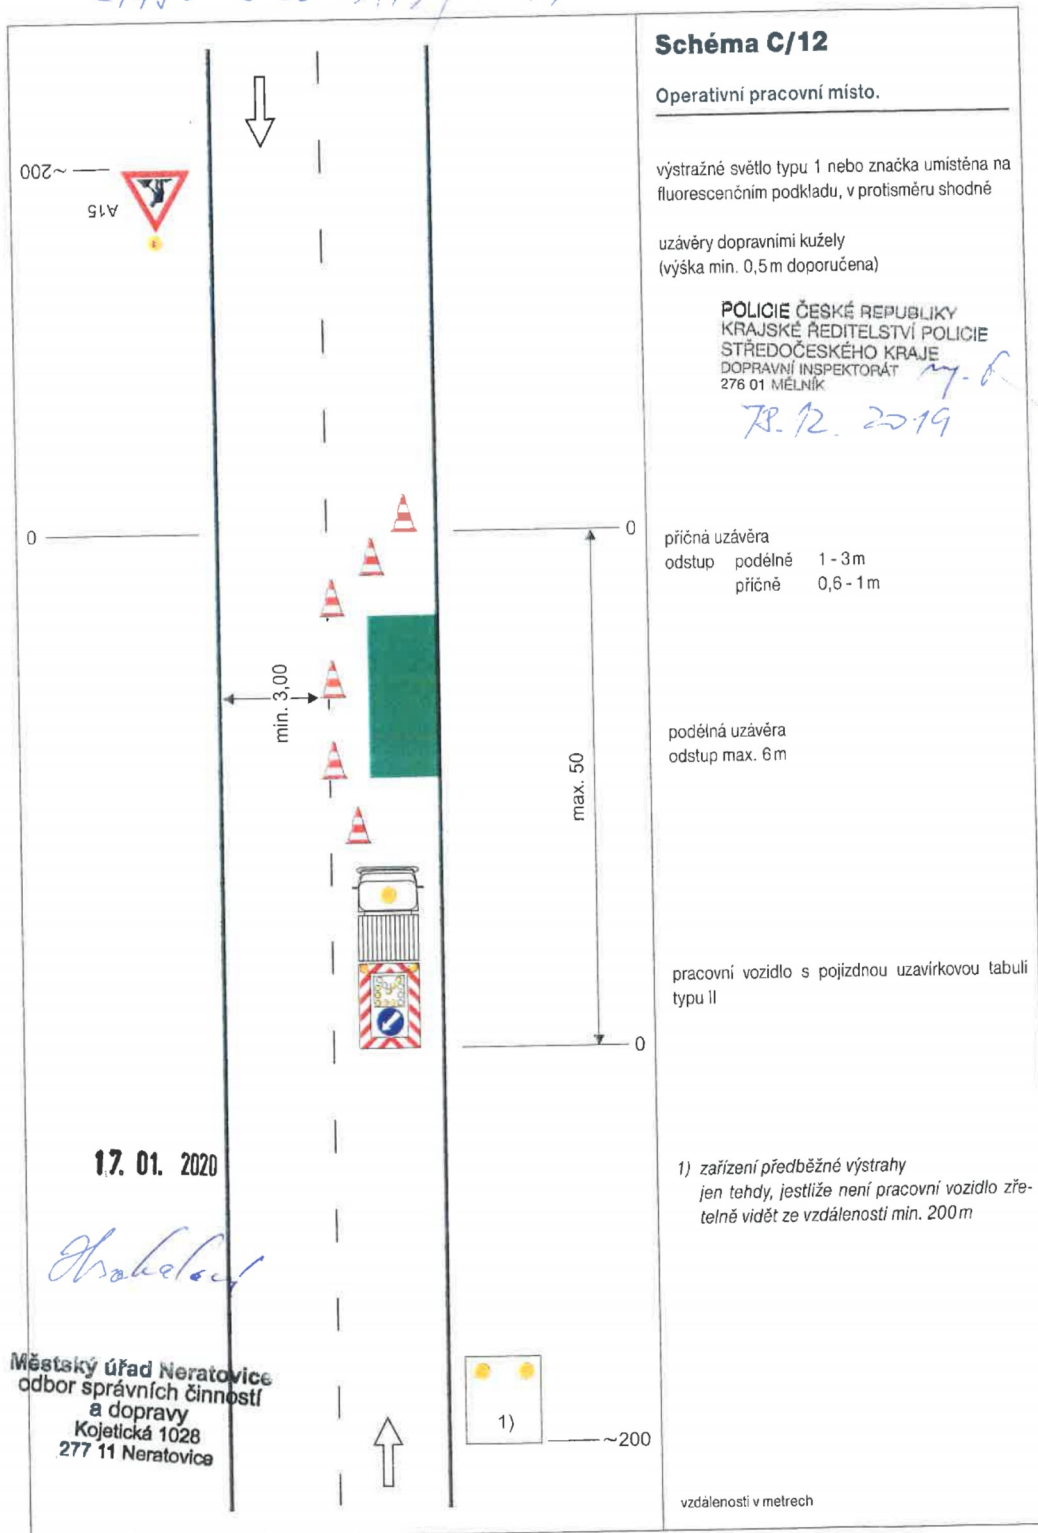 Schéma C/12
Operativní pracovní místo.
výstražné světlo typu 1 nebo značka umístěna na
fluorescenčním podkladu, v protisměru shodně
uzávěry dopravními kužely
(výška min. 0,5 m doporučena)
POLICIE ČESKÉ REPUBLIKY
KRAJSKÉ ŘEDITELSTVÍ POLICIE
STŘEDOČESKÉHO KRAJE
DOPRAVNÍ INSPEKTORÁT
276 01 MĚLNÍK
12. 2019
~200
A15
0
0
příčná uzávěra
odstup podélně 1 - 3 m
příčně 0,6 - 1 m
min. 3,00
max. 50
podélná uzávěra
odstup max. 6 m
pracovní vozidlo s pojízdnou uzavírkovou tabulí
typu II
0
17. 01. 2020
1) zařízení předběžné výstrahy
jen tehdy, jestliže není pracovní vozidlo zře-
telně vidět ze vzdálenosti min. 200 m
Městský úřad Neratovice
odbor správních činností
a dopravy
Kojetická 1028
277 11 Neratovice
1)
~200
vzdálenosti v metrech